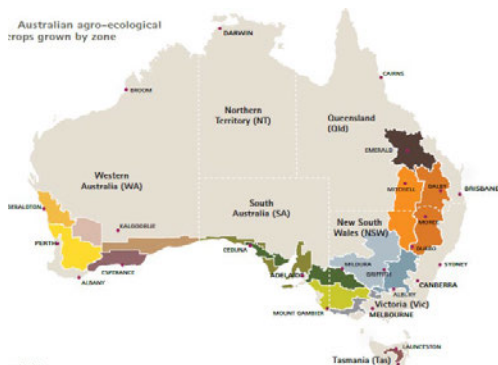 Australian agro-ecological
crops grown by zone
DARWIN
CAIRNS
BROOM
Northern
Territory (NT)
Queensland
(Qld)
EMERALD
Western
Australia (WA)
MITCHELL
DALBY
BRISBANE
South
Australia (SA)
GERALDTON
KALGOORLIE
New South
Wales (NSW)
MOREE
PERTH
CEDUNA
DUBBO
ESPERANCE
ADELAIDE
MILDURA
GRIFFITH
SYDNEY
ALBANY
ALBURY
CANBERRA
Victoria (Vic)
MOUNT GAMBIER
MELBOURNE
LAUNCESTON
Tasmania (Tas)